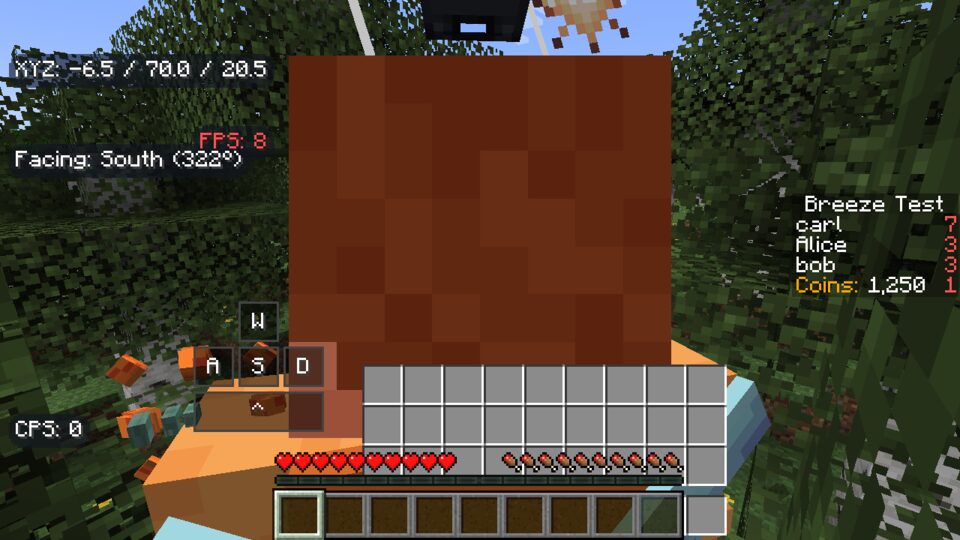 XYZ: -6.5 / 70.0 / 20.5
FPS: 8
Facing: South (322°)
Breeze Test
carl 7
Alice 3
bob 3
Coins: 1,250 1
W
A S D
^
CPS: 0